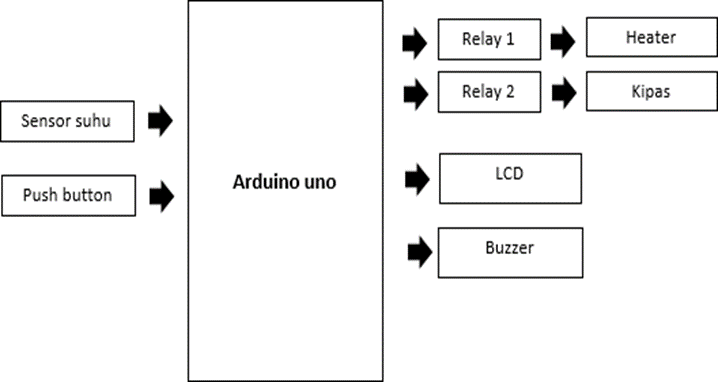 Sensor suhu
Push button
Arduino uno
Relay 1
Heater
Relay 2
Kipas
LCD
Buzzer